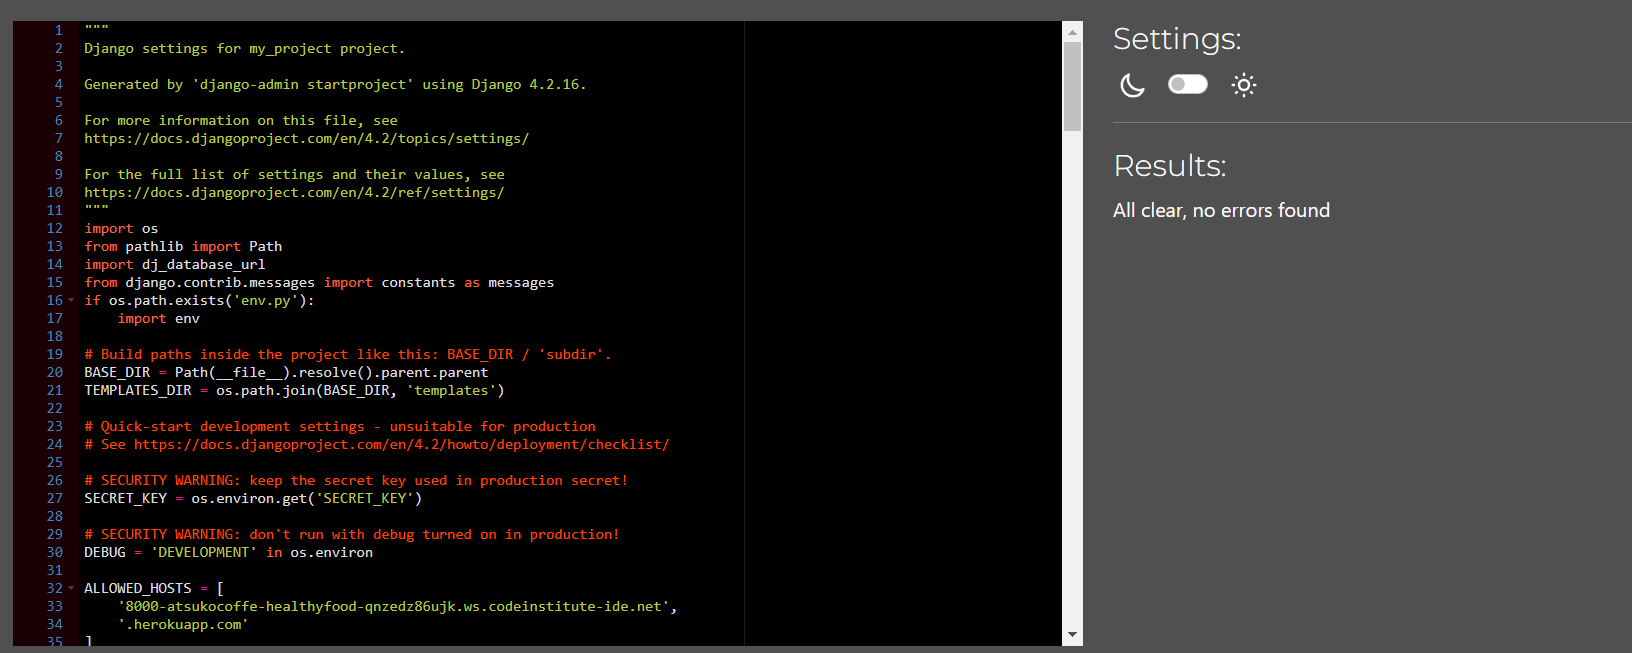 1 """
2 Django settings for my_project project.
3
4 Generated by 'django-admin startproject' using Django 4.2.16.
5
6 For more information on this file, see
7 https://docs.djangoproject.com/en/4.2/topics/settings/
8
9 For the full list of settings and their values, see
10 https://docs.djangoproject.com/en/4.2/ref/settings/
11 """
12 import os
13 from pathlib import Path
14 import dj_database_url
15 from django.contrib.messages import constants as messages
16 if os.path.exists('env.py'):
17     import env
18
19 # Build paths inside the project like this: BASE_DIR / 'subdir'.
20 BASE_DIR = Path(__file__).resolve().parent.parent
21 TEMPLATES_DIR = os.path.join(BASE_DIR, 'templates')
22
23 # Quick-start development settings - unsuitable for production
24 # See https://docs.djangoproject.com/en/4.2/howto/deployment/checklist/
25
26 # SECURITY WARNING: keep the secret key used in production secret!
27 SECRET_KEY = os.environ.get('SECRET_KEY')
28
29 # SECURITY WARNING: don't run with debug turned on in production!
30 DEBUG = 'DEVELOPMENT' in os.environ
31
32 ALLOWED_HOSTS = [
33     '8000-atsukocoffe-healthyfood-qnzedz86ujk.ws.codeinstitute-ide.net',
34     '.herokuapp.com'
35 ]
Settings:
Results:
All clear, no errors found